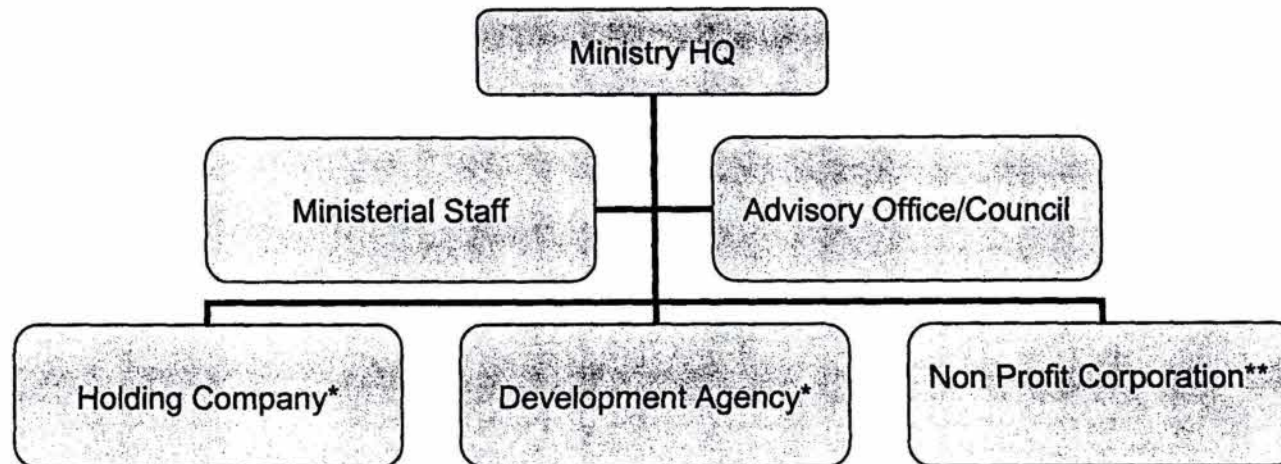 Ministry HQ
Ministerial Staff
Advisory Office/Council
Holding Company*
Development Agency*
Non Profit Corporation**